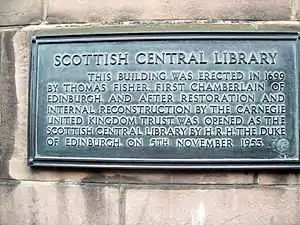 SCOTTISH CENTRAL LIBRARY
THIS BUILDING WAS ERECTED IN 1699
BY THOMAS FISHER, FIRST CHAMBERLAIN OF
EDINBURGH, AND AFTER RESTORATION AND
INTERNAL RECONSTRUCTION BY THE CARNEGIE
UNITED KINGDOM TRUST WAS OPENED AS THE
SCOTTISH CENTRAL LIBRARY BY H.R.H. THE DUKE
OF EDINBURGH, ON 5TH NOVEMBER 1953.